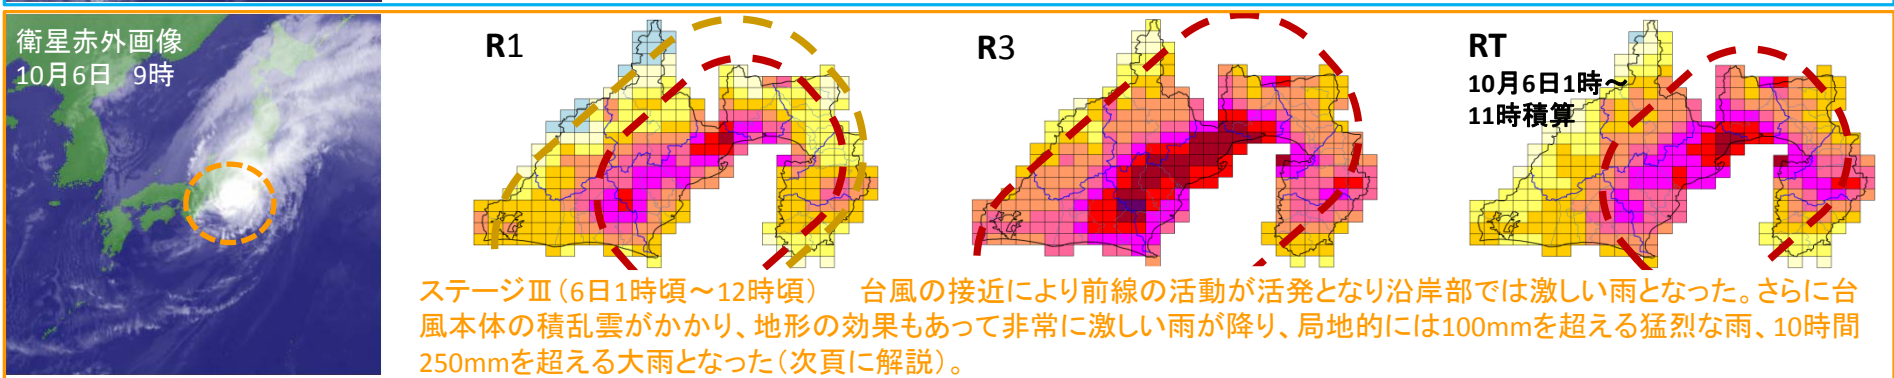 衛星赤外画像
10月6日 9時
R1
R3
RT
10月6日1時～
11時積算
ステージⅢ（6日1時頃～12時頃） 台風の接近により前線の活動が活発となり沿岸部では激しい雨となった。さらに台
風本体の積乱雲がかかり、地形の効果もあって非常に激しい雨が降り、局地的には100mmを超える猛烈な雨、10時間
250mmを超える大雨となった（次頁に解説）。